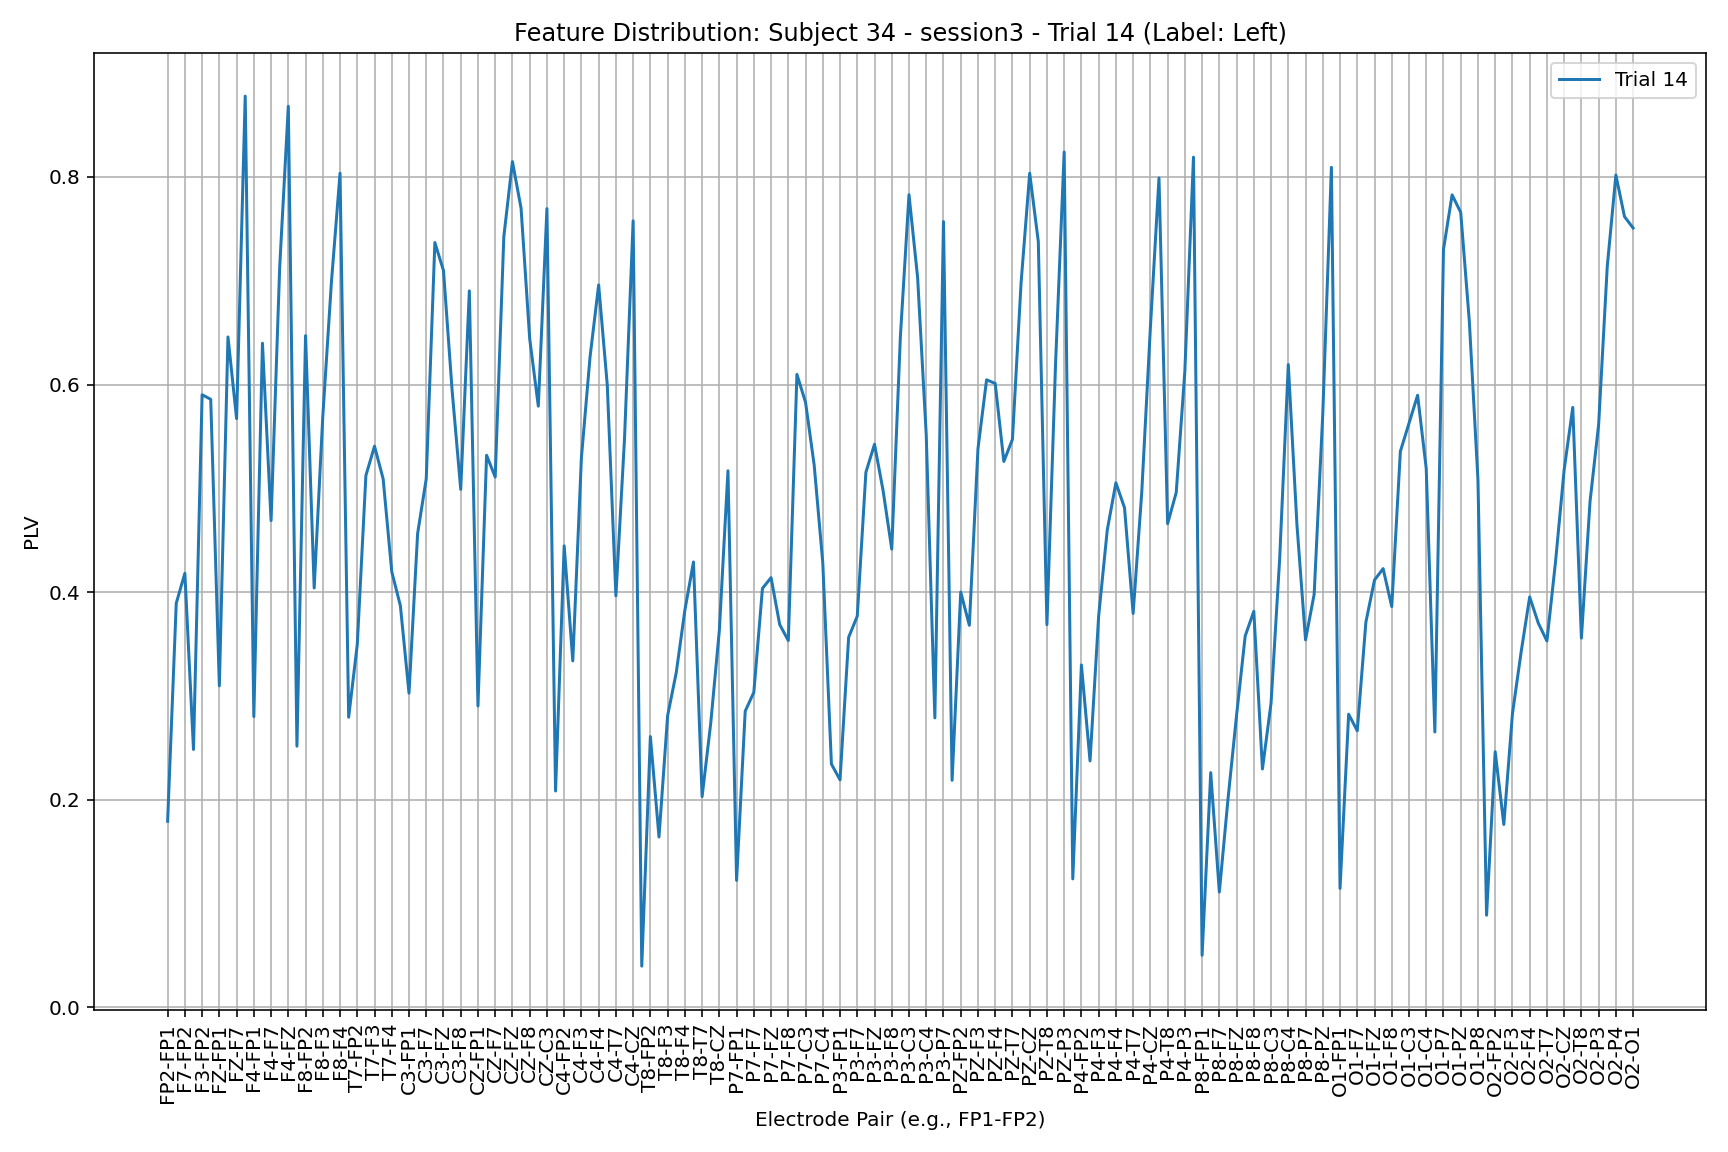 Feature Distribution: Subject 34 - session3 - Trial 14 (Label: Left)
Trial 14
PLV
0.8
0.6
0.4
0.2
0.0
FP2-FP1
F7-FP2
F3-FP2
FZ-FP1
FZ-F7
F4-FP1
F4-F7
F4-FZ
F8-FP2
F8-F3
F8-F4
T7-FP2
T7-F3
T7-F4
C3-FP1
C3-F7
C3-FZ
C3-F8
CZ-FP1
CZ-F7
CZ-FZ
CZ-F8
CZ-C3
C4-FP2
C4-F3
C4-F4
C4-T7
C4-CZ
T8-FP2
T8-F3
T8-F4
T8-T7
T8-CZ
P7-FP1
P7-F7
P7-FZ
P7-F8
P7-C3
P7-C4
P3-FP1
P3-F7
P3-FZ
P3-F8
P3-C3
P3-C4
P3-P7
PZ-FP2
PZ-F3
PZ-F4
PZ-T7
PZ-CZ
PZ-T8
PZ-P3
P4-FP2
P4-F3
P4-F4
P4-T7
P4-CZ
P4-T8
P4-P3
P8-FP1
P8-F7
P8-FZ
P8-F8
P8-C3
P8-C4
P8-P7
P8-PZ
O1-FP1
O1-F7
O1-FZ
O1-F8
O1-C3
O1-C4
O1-P7
O1-PZ
O1-P8
O2-FP2
O2-F3
O2-F4
O2-T7
O2-CZ
O2-T8
O2-P3
O2-P4
O2-O1
Electrode Pair (e.g., FP1-FP2)